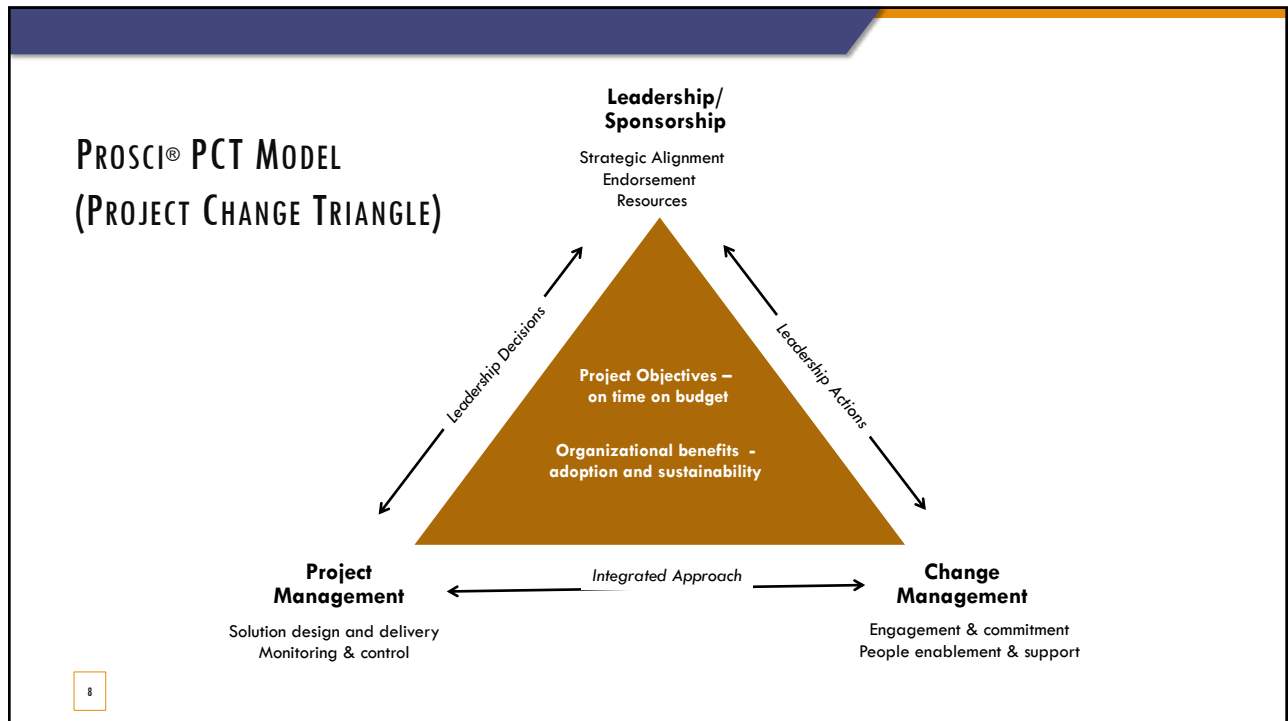 PROSCI® PCT MODEL
(PROJECT CHANGE TRIANGLE)
Leadership/
Sponsorship
Strategic Alignment
Endorsement
Resources
Leadership Decisions
Leadership Actions
Project Objectives –
on time on budget
Organizational benefits -
adoption and sustainability
Project
Management
Solution design and delivery
Monitoring & control
Integrated Approach
Change
Management
Engagement & commitment
People enablement & support
8